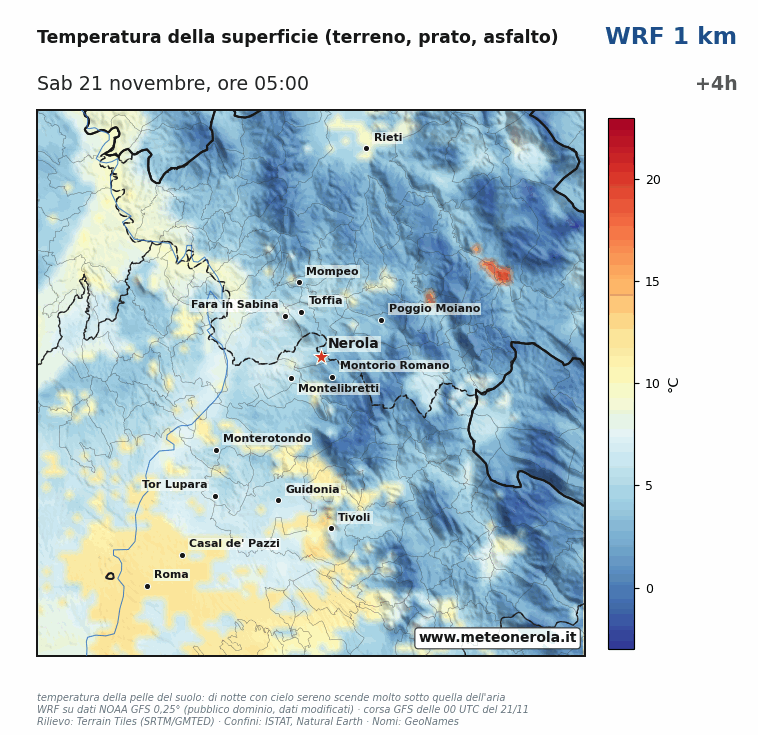 Temperatura della superficie (terreno, prato, asfalto)
WRF 1 km
Sab 21 novembre, ore 05:00
+4h
Rieti
Mompeo
Toffia
Fara in Sabina
Poggio Moiano
Nerola
Montorio Romano
Montelibretti
Monterotondo
Tor Lupara
Guidonia
Tivoli
Casal de' Pazzi
Roma
www.meteonerola.it
20
15
10
5
0
°C
temperatura della pelle del suolo: di notte con cielo sereno scende molto sotto quella dell'aria
WRF su dati NOAA GFS 0,25° (pubblico dominio, dati modificati) · corsa GFS delle 00 UTC del 21/11
Rilievo: Terrain Tiles (SRTM/GMTED) · Confini: ISTAT, Natural Earth · Nomi: GeoNames